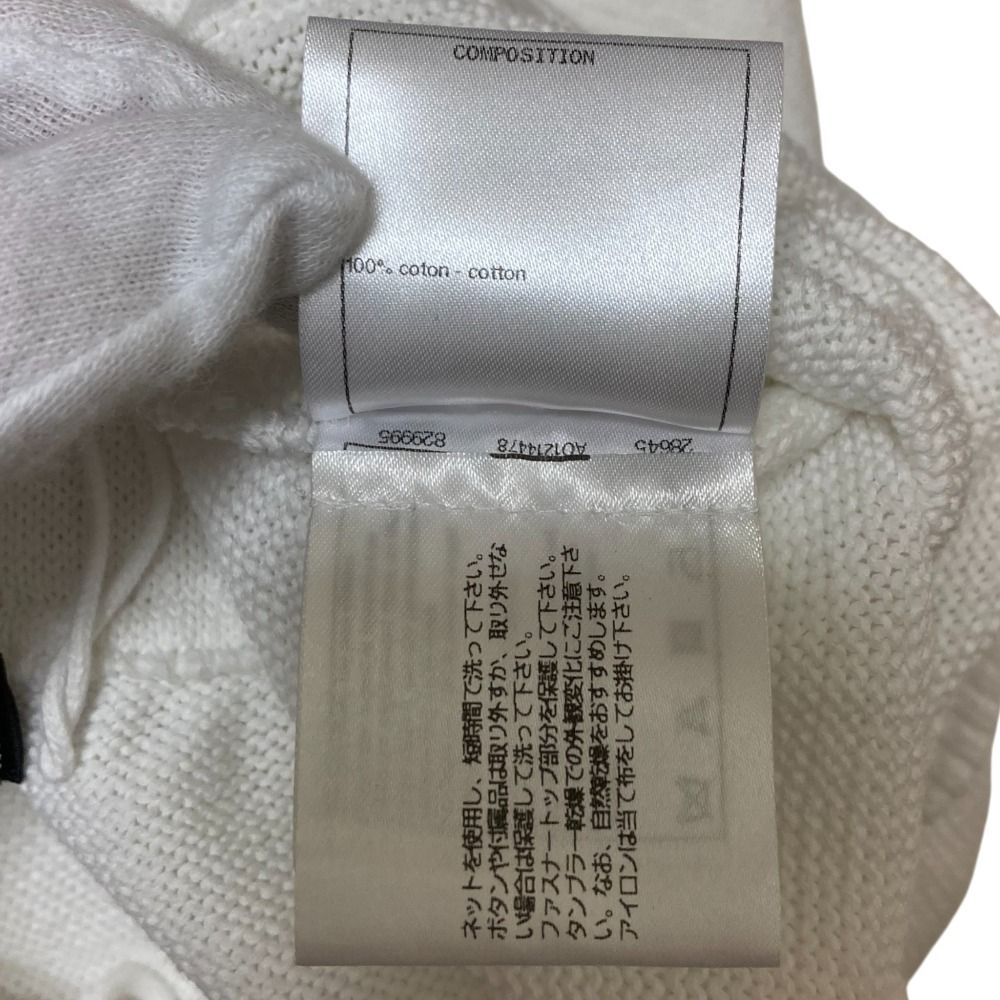 COMPOSITION
100% coton - cotton
28645 A01214478 829995
ネットを使用し、短時間で洗って下さい。
ボタンや付属品は取り外すか、取り外せな
い場合は保護して洗って下さい。
ファスナートップ部分を保護して下さい。
タンブラー乾燥での外観変化にご注意下さ
い。なお、自然乾燥をおすすめします。
アイロンは当て布をしてお掛け下さい。